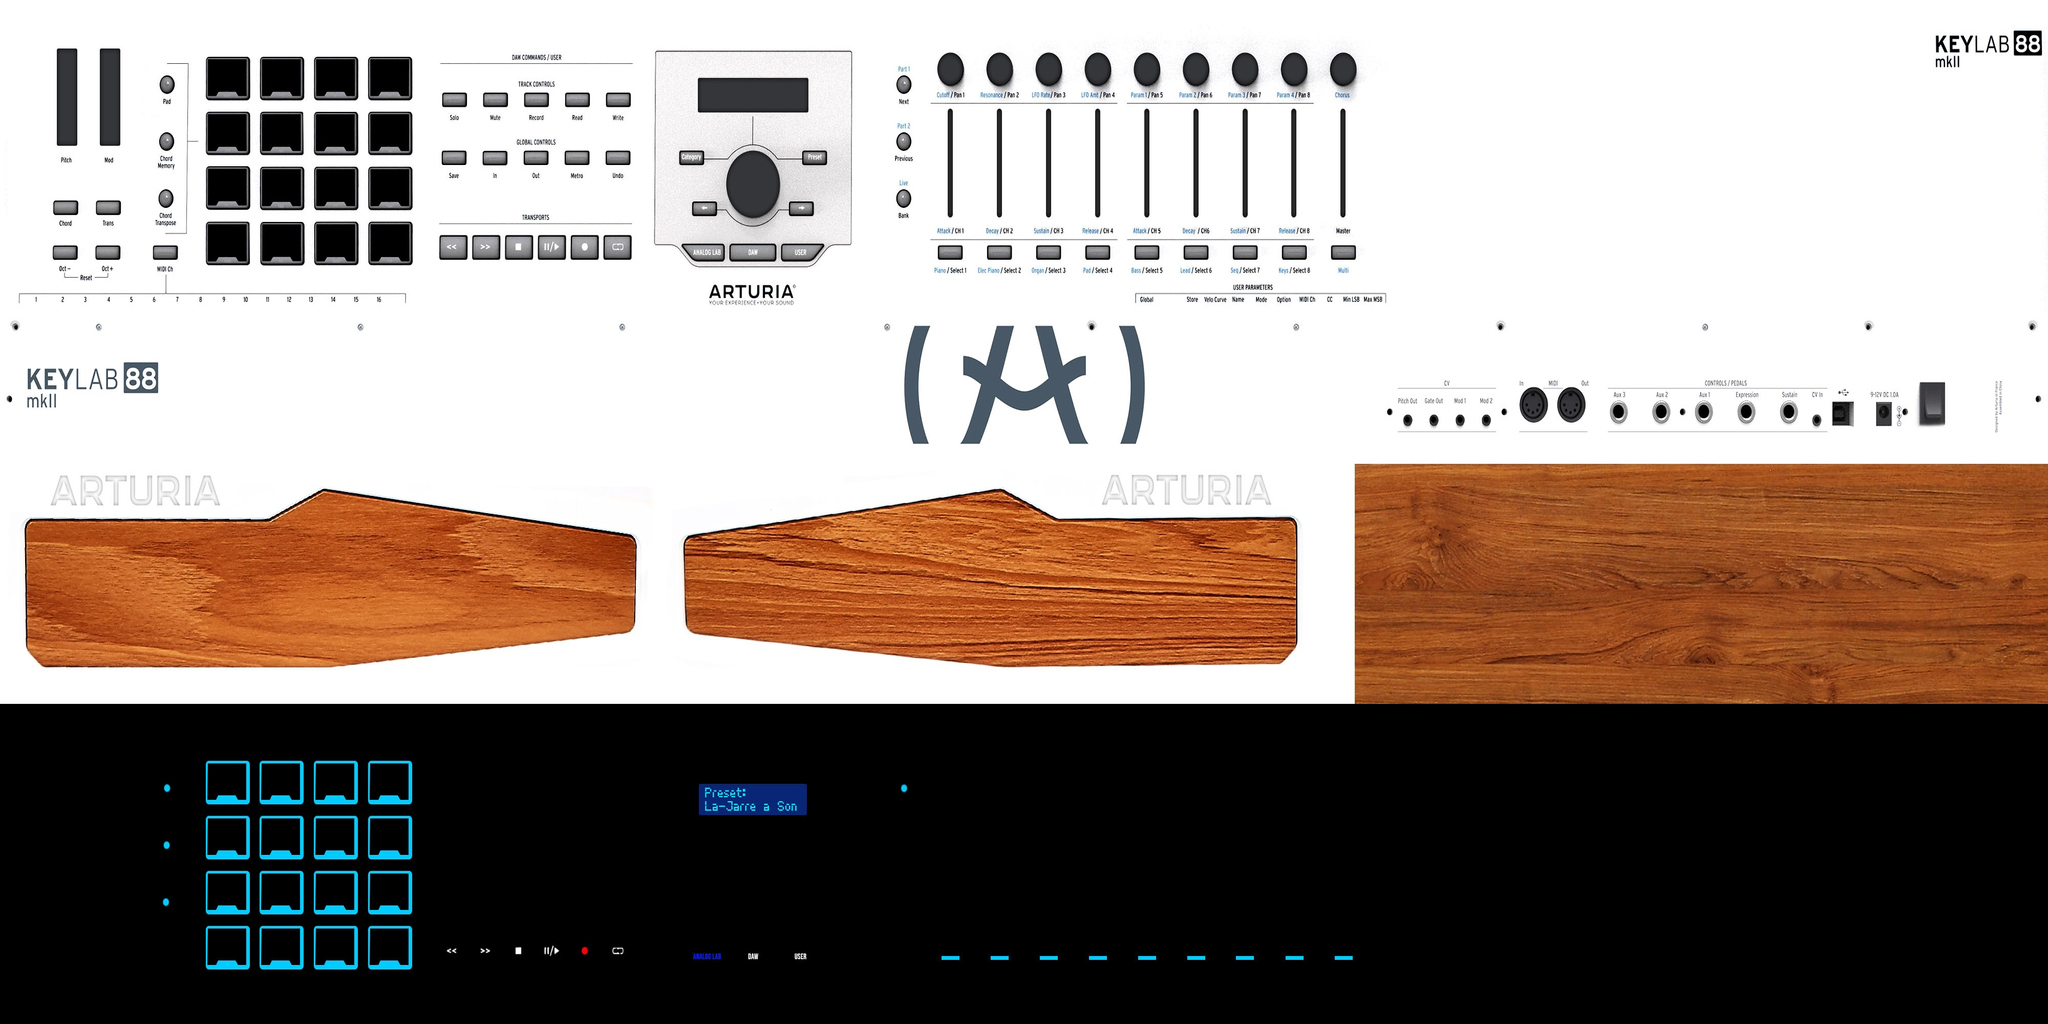 KEYLAB 88
mkII
Pitch
Mod
Pad
Chord
Memory
Chord
Transpose
Chord
Trans
Oct -
Oct +
MIDI Ch
Reset
1 2 3 4 5 6 7 8 9 10 11 12 13 14 15 16
DAW COMMANDS / USER
TRACK CONTROLS
Solo Mute Record Read Write
GLOBAL CONTROLS
Save In Out Metro Undo
TRANSPORTS
<< >> II/▶
Category
Preset
ANALOG LAB DAW USER
ARTURIA®
YOUR EXPERIENCE•YOUR SOUND
Part 1
Next
Part 2
Previous
Live
Bank
Cutoff / Pan 1 Resonance / Pan 2 LFO Rate / Pan 3 LFO Amt / Pan 4 Param 1 / Pan 5 Param 2 / Pan 6 Param 3 / Pan 7 Param 4 / Pan 8 Chorus
Attack / CH 1 Decay / CH 2 Sustain / CH 3 Release / CH 4 Attack / CH 5 Decay / CH6 Sustain / CH 7 Release / CH 8 Master
Piano / Select 1 Elec Piano / Select 2 Organ / Select 3 Pad / Select 4 Bass / Select 5 Lead / Select 6 Seq / Select 7 Keys / Select 8 Multi
USER PARAMETERS
Global Store Velo Curve Name Mode Option MIDI Ch CC Min LSB Max MSB
KEYLAB 88
mkII
CV
Pitch Out Gate Out Mod 1 Mod 2
In MIDI Out
CONTROLS / PEDALS
Aux 3 Aux 2 Aux 1 Expression Sustain CV In
9-12V DC 1.0A
ARTURIA
ARTURIA
Preset:
La-Jarre a Son
<< >> II/▶
ANALOG LAB DAW USER